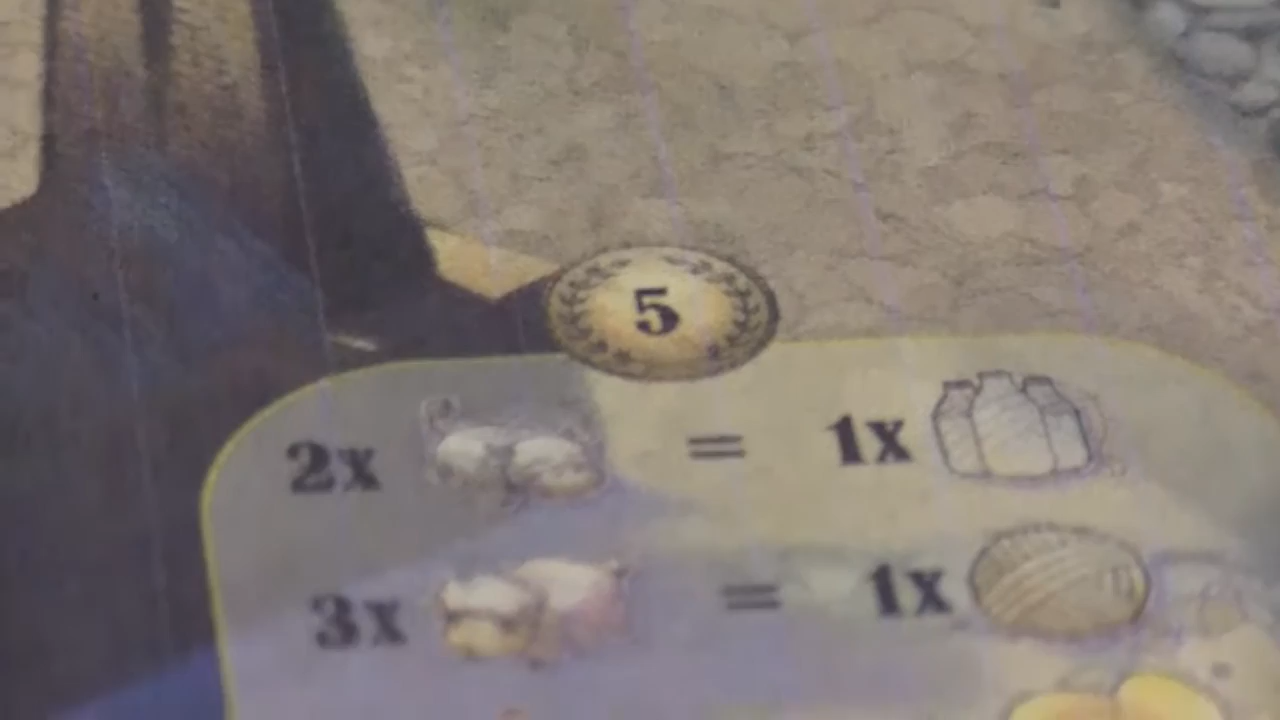 5
2x = 1x
3x = 1x